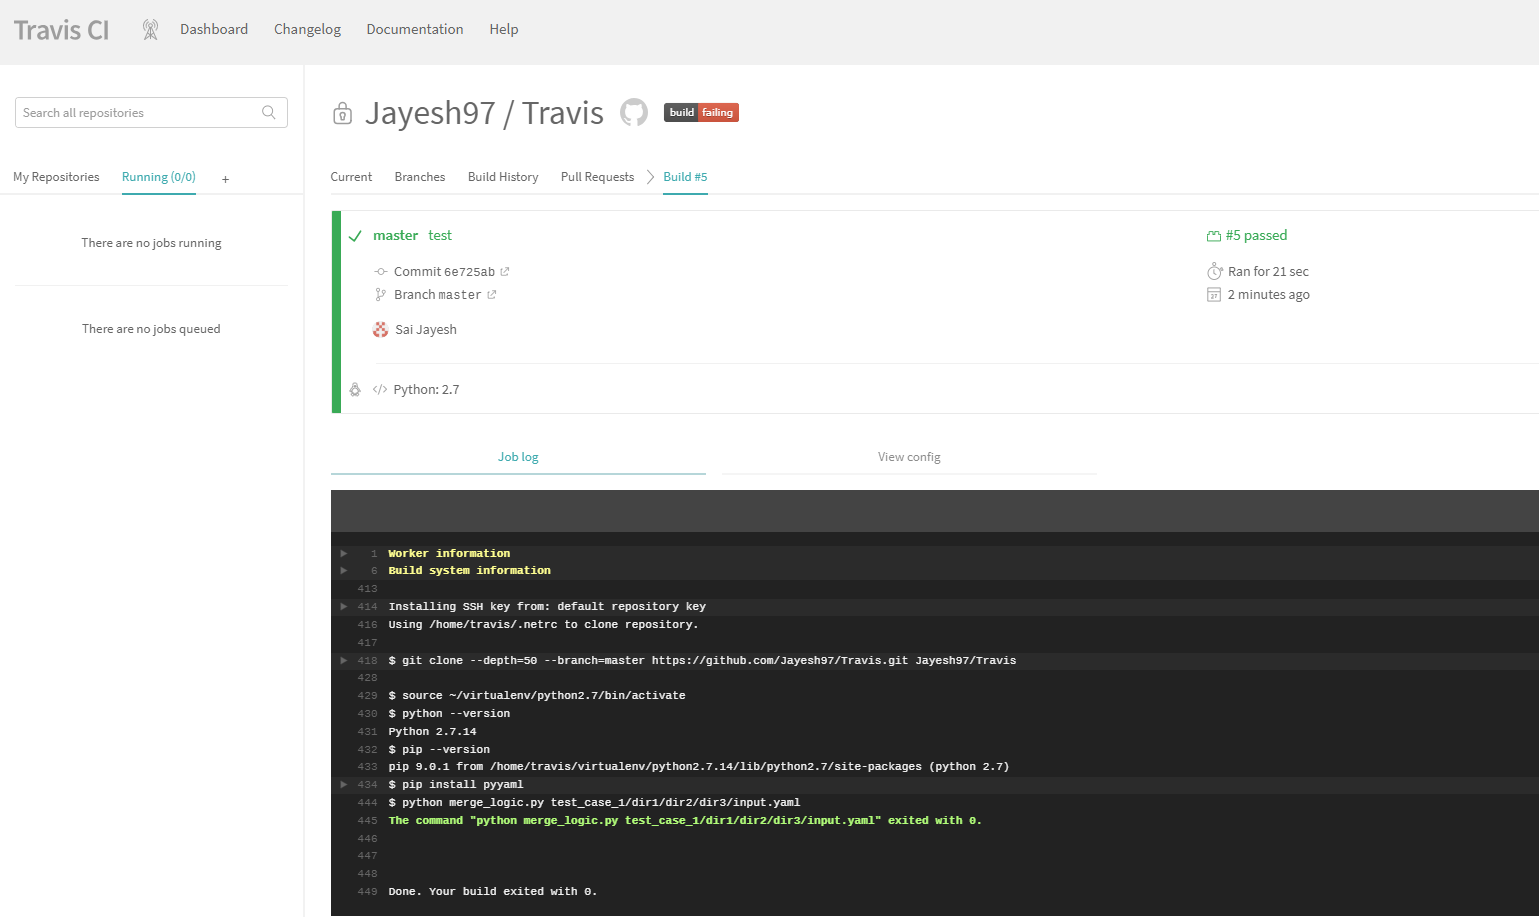 Travis CI
Dashboard Changelog Documentation Help
Search all repositories
My Repositories Running (0/0) +
There are no jobs running
There are no jobs queued
Jayesh97 / Travis build failing
Current Branches Build History Pull Requests Build #5
master test
#5 passed
Commit 6e725ab
Ran for 21 sec
Branch master
2 minutes ago
Sai Jayesh
Python: 2.7
Job log View config
1 Worker information
6 Build system information
413
414 Installing SSH key from: default repository key
416 Using /home/travis/.netrc to clone repository.
417
418 $ git clone --depth=50 --branch=master https://github.com/Jayesh97/Travis.git Jayesh97/Travis
428
429 $ source ~/virtualenv/python2.7/bin/activate
430 $ python --version
431 Python 2.7.14
432 $ pip --version
433 pip 9.0.1 from /home/travis/virtualenv/python2.7.14/lib/python2.7/site-packages (python 2.7)
434 $ pip install pyyaml
444 $ python merge_logic.py test_case_1/dir1/dir2/dir3/input.yaml
445 The command "python merge_logic.py test_case_1/dir1/dir2/dir3/input.yaml" exited with 0.
446
447
448
449 Done. Your build exited with 0.